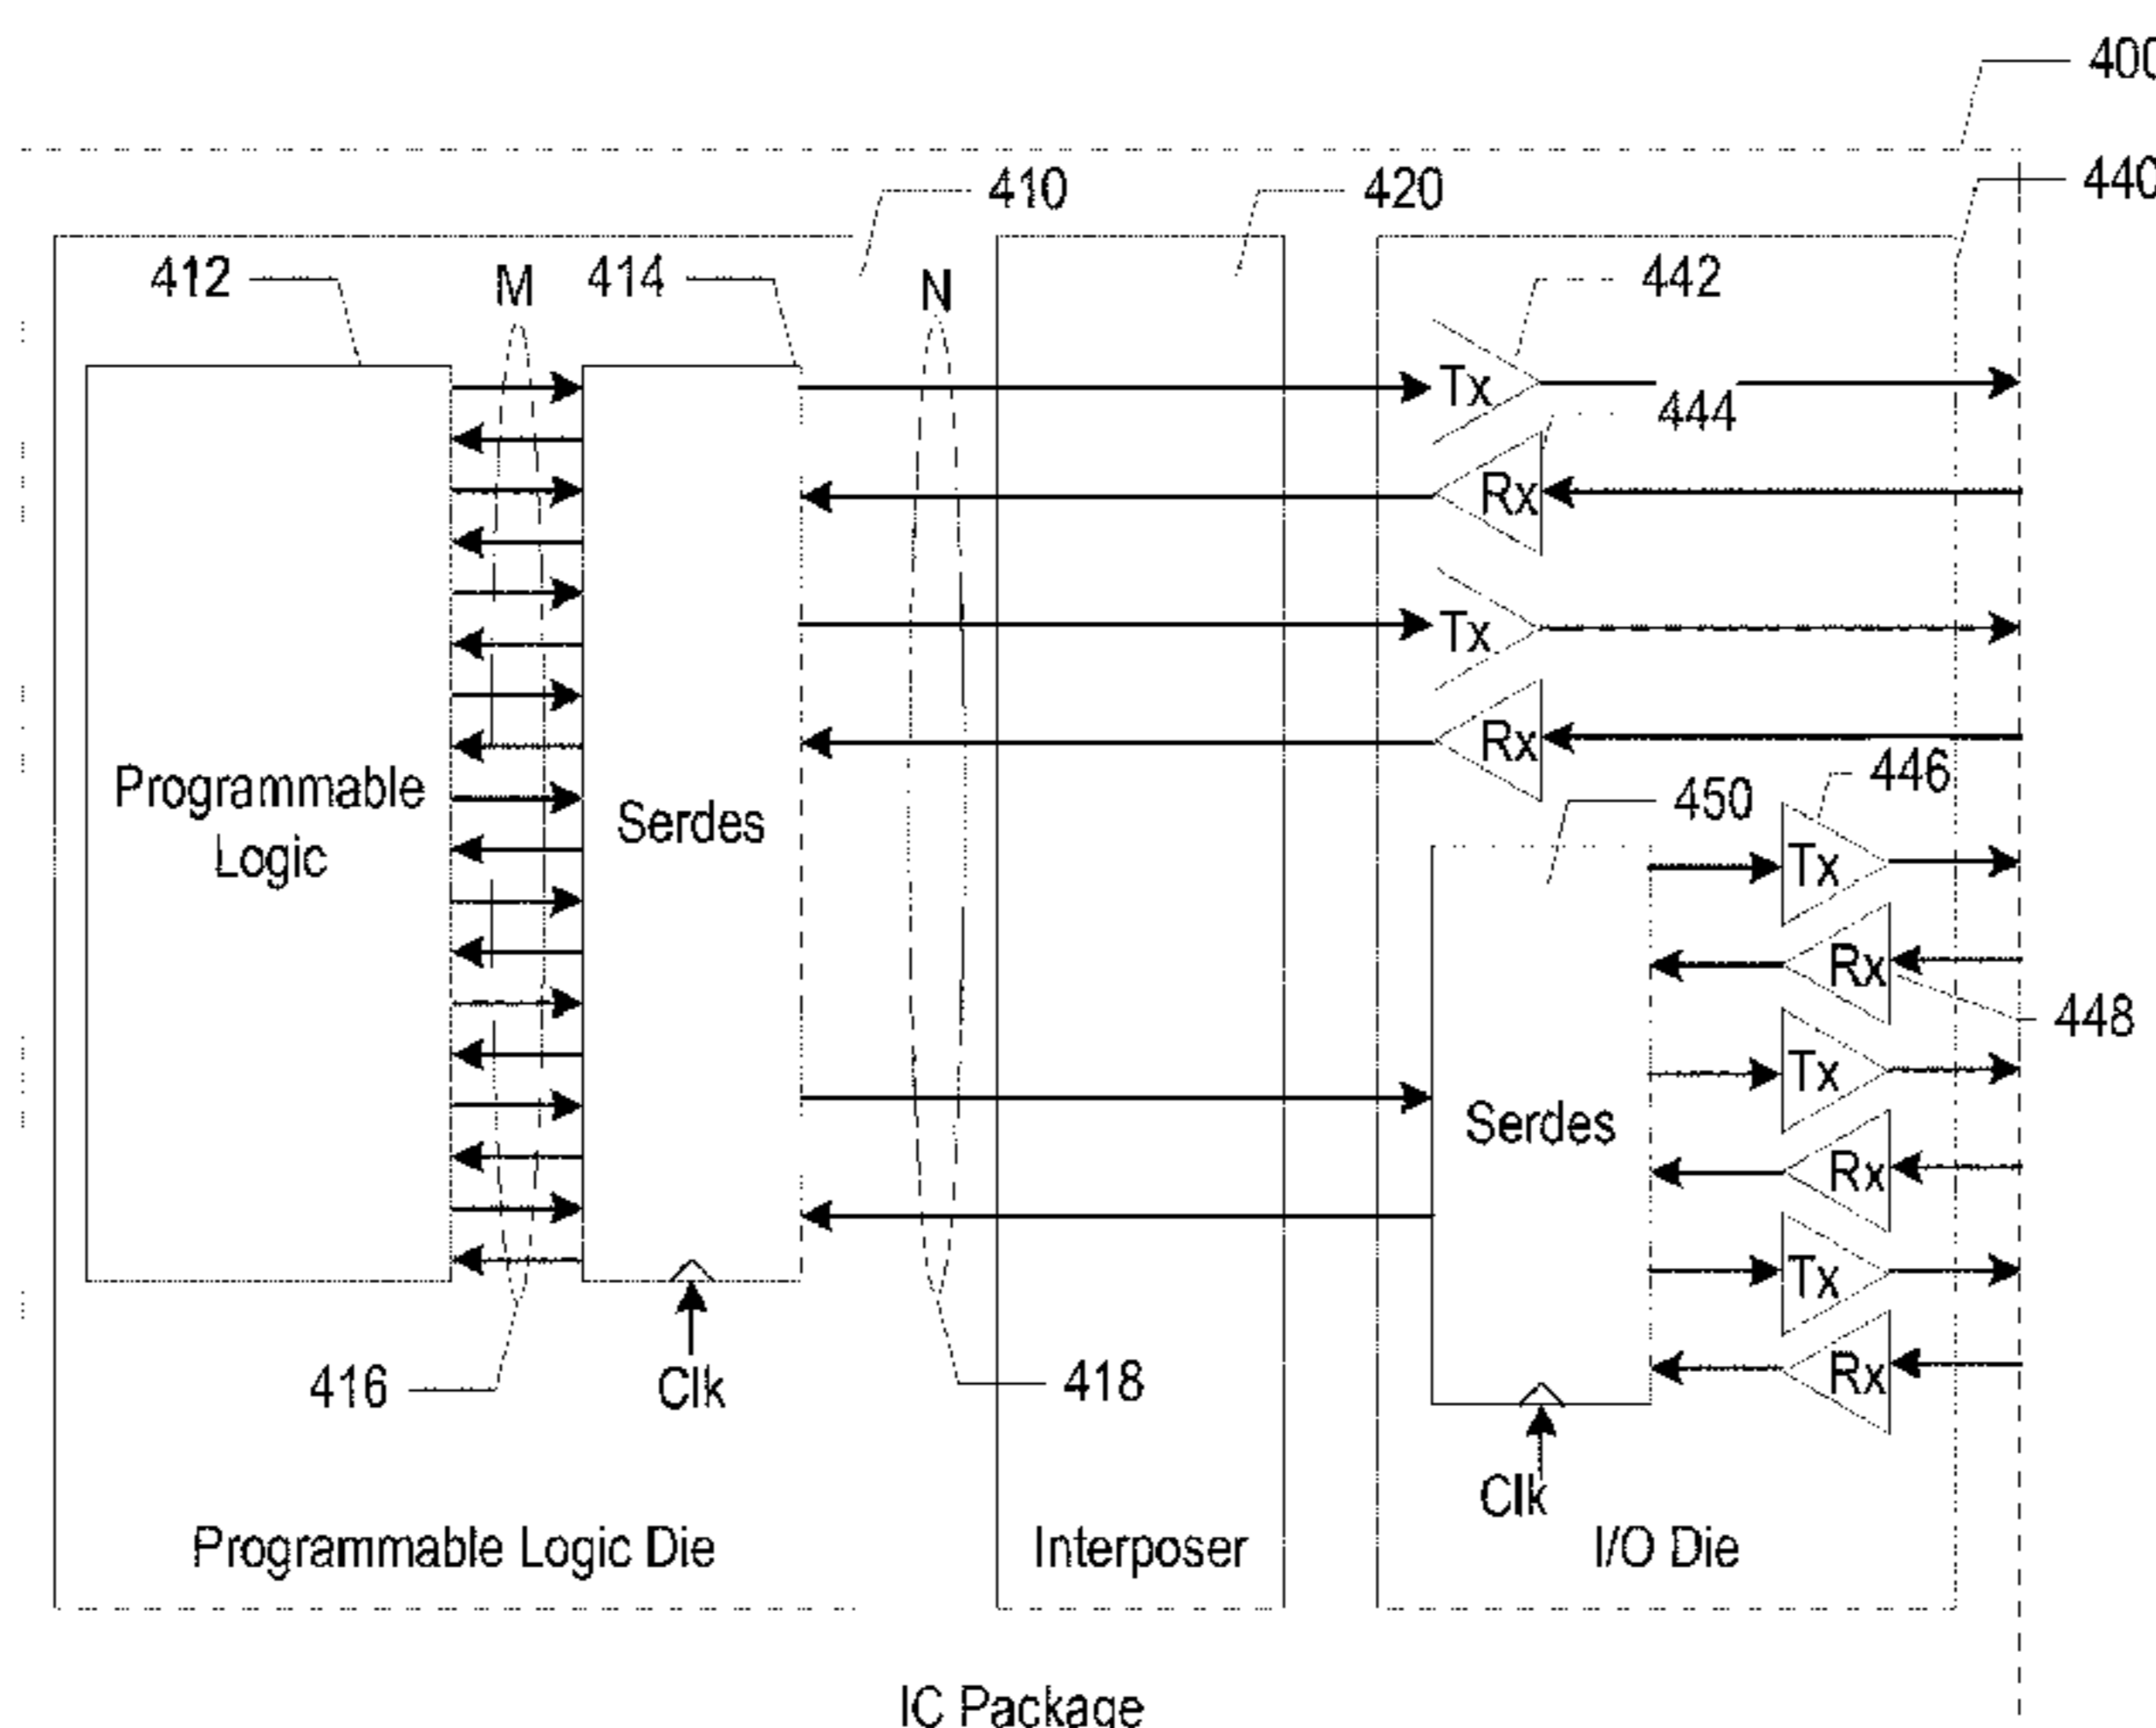 400
410
420
440
412
M
414
N
442
Tx
444
Rx
Tx
Rx
446
450
Programmable
Logic
Serdes
Tx
Rx
448
Tx
Serdes
Rx
Tx
Rx
416
Clk
418
Clk
Programmable Logic Die
Interposer
I/O Die
IC Package